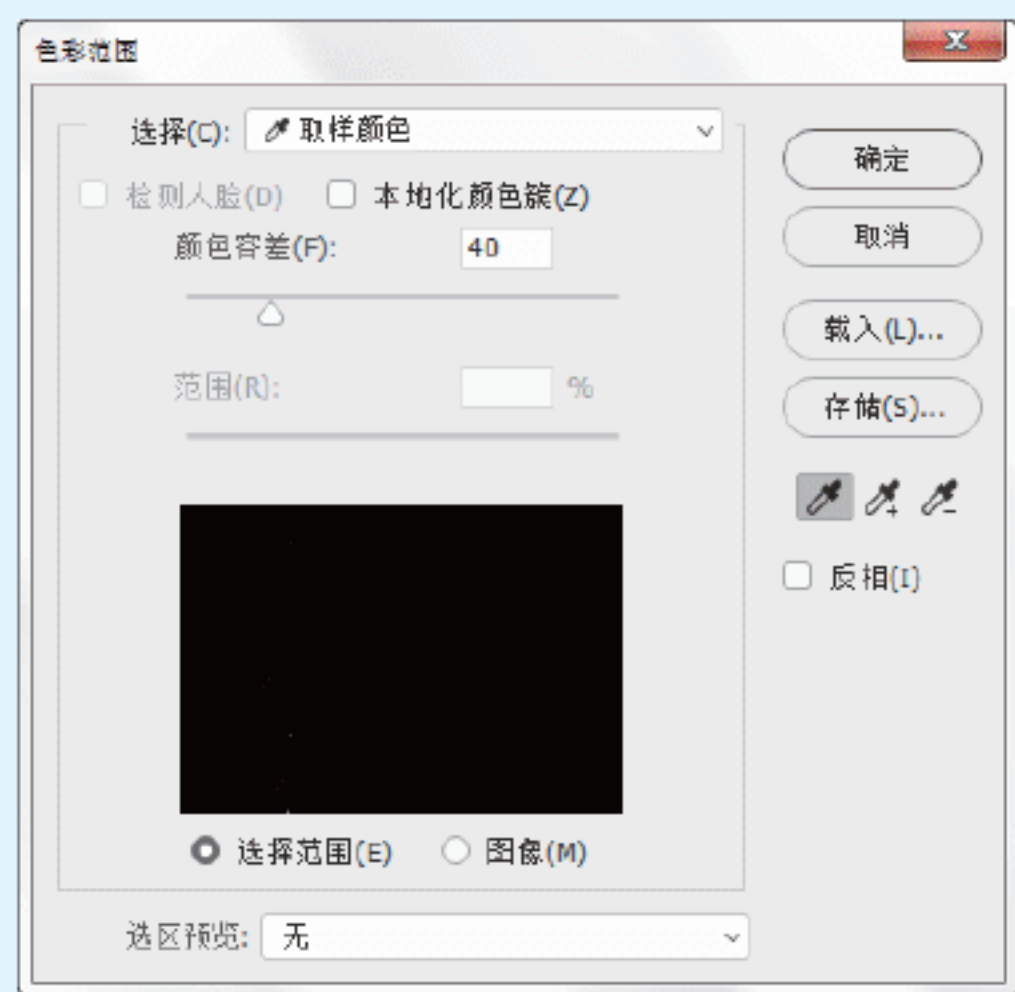 色彩范围
选择(C): 取样颜色
确定
检测人脸(D) 本地化颜色簇(Z)
取消
颜色容差(F): 40
载入(L)...
范围(R): %
存储(S)...
反相(I)
选择范围(E) 图像(M)
选区预览: 无